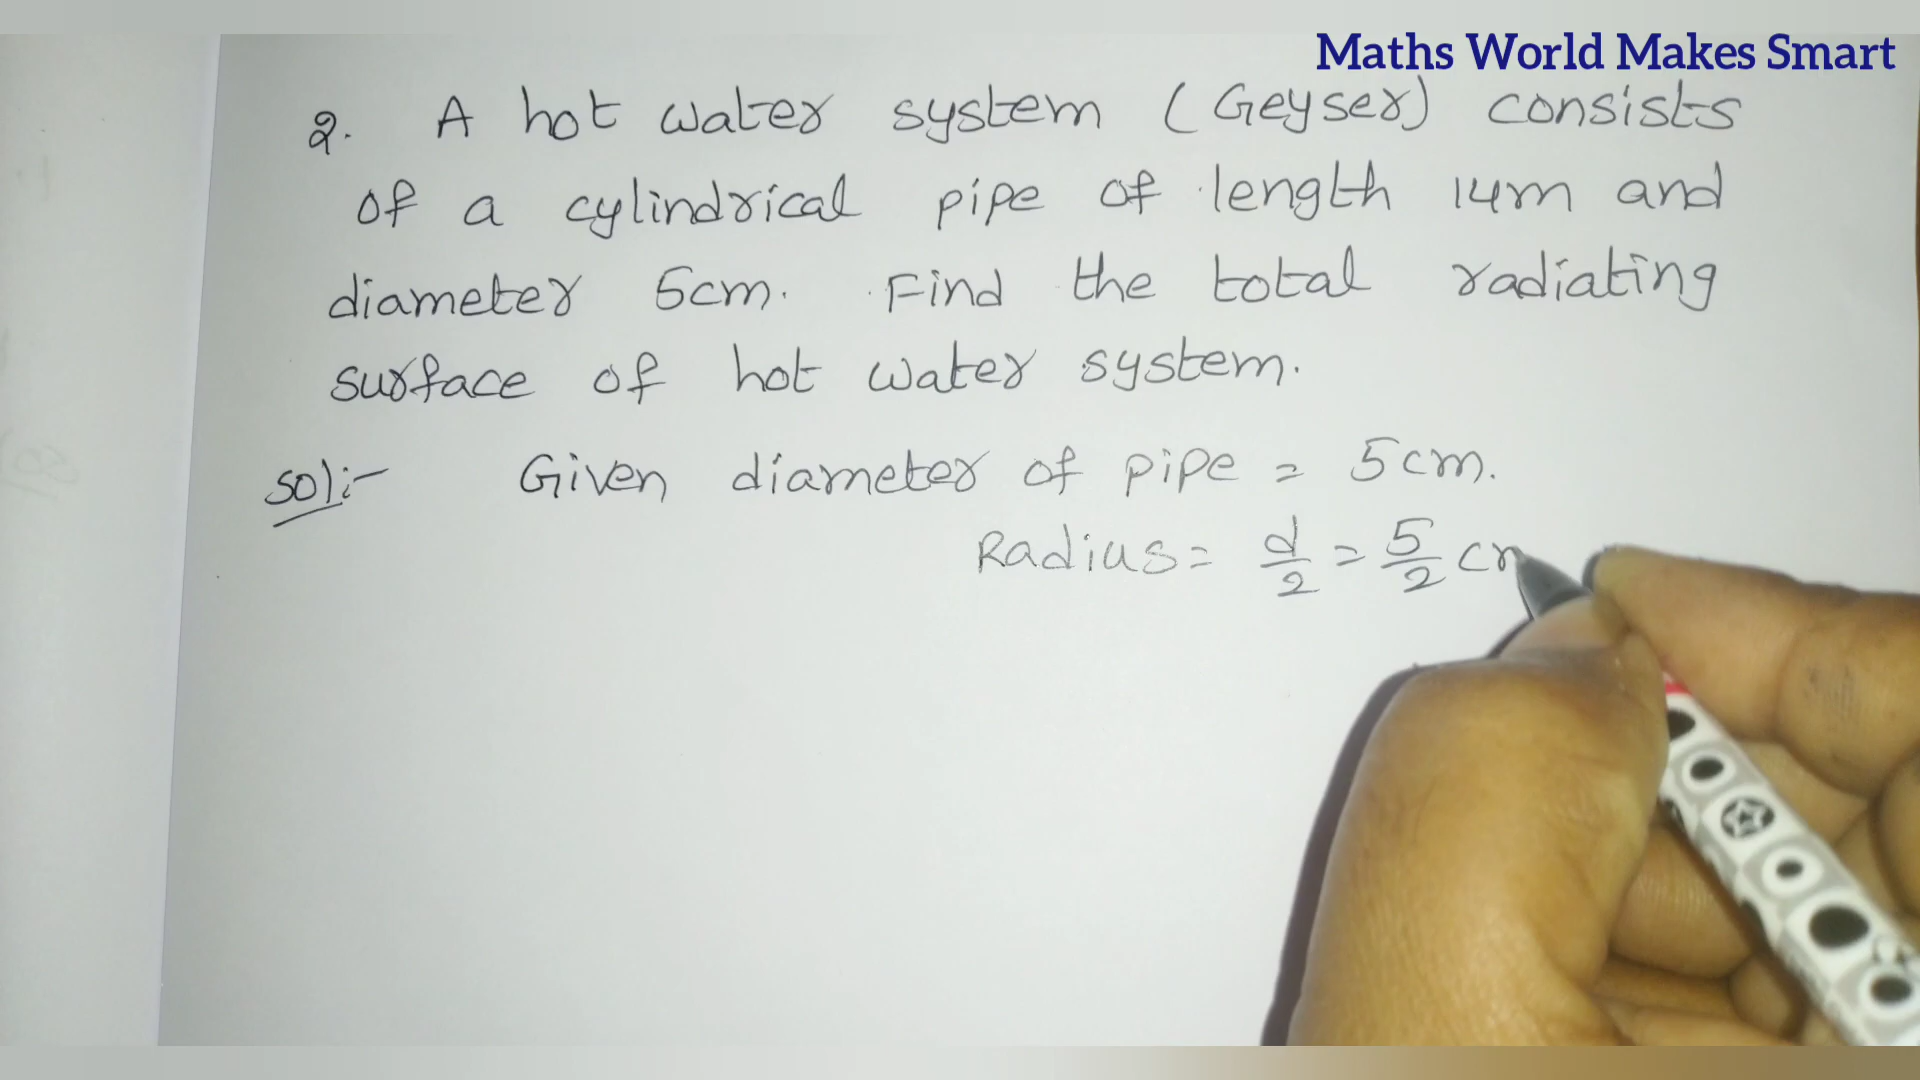 Maths World Makes Smart
2. A hot water system (Geyser) consists
of a cylindrical pipe of length 14m and
diameter 5cm. Find the total radiating
surface of hot water system.
Sol:- Given diameter of pipe = 5cm.
Radius = d/2 = 5/2 cm